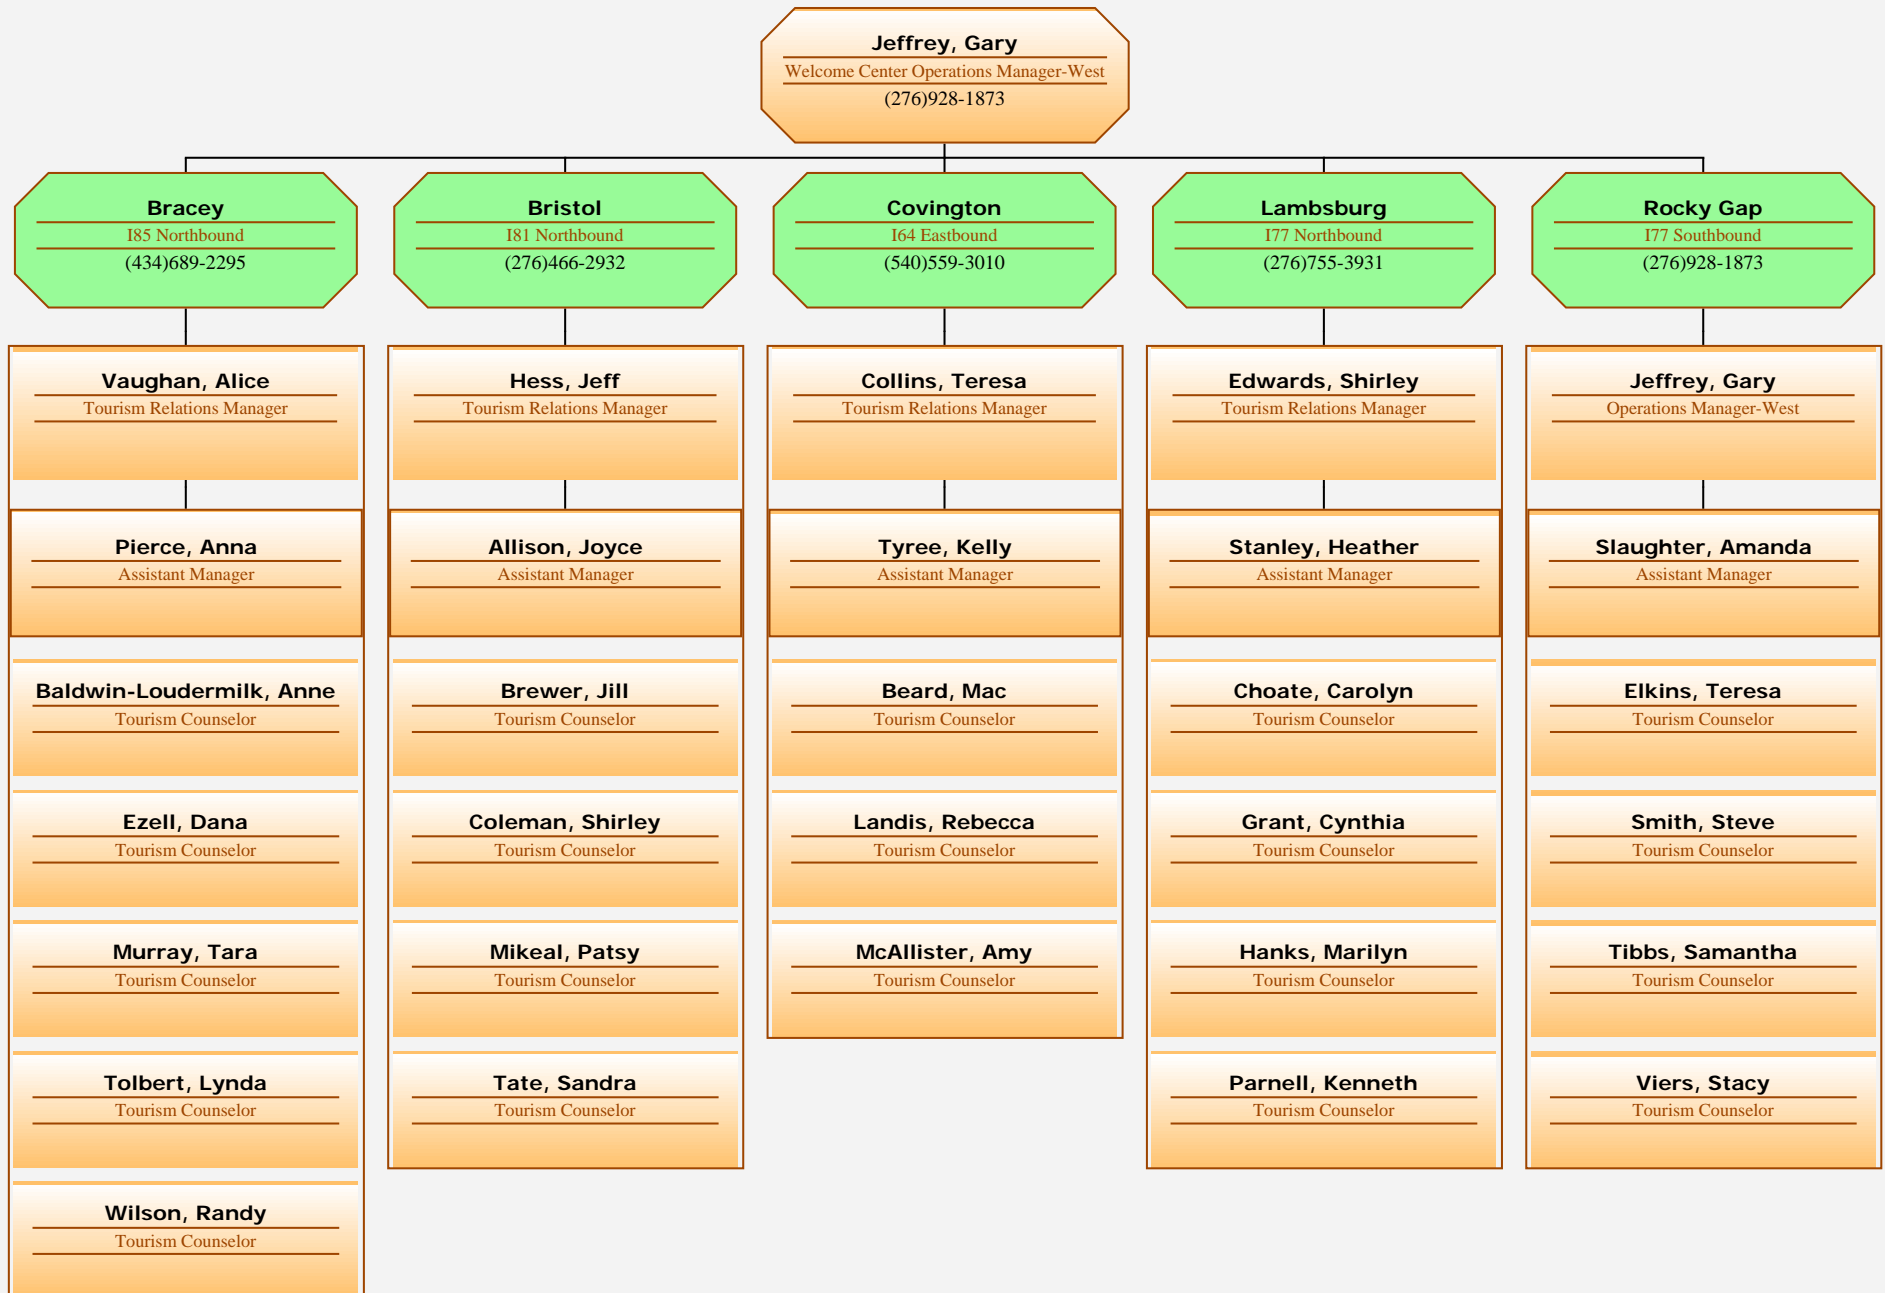 Jeffrey, Gary
Welcome Center Operations Manager-West
(276)928-1873
Bracey
I85 Northbound
(434)689-2295
Bristol
I81 Northbound
(276)466-2932
Covington
I64 Eastbound
(540)559-3010
Lambsburg
I77 Northbound
(276)755-3931
Rocky Gap
I77 Southbound
(276)928-1873
Vaughan, Alice
Tourism Relations Manager
Hess, Jeff
Tourism Relations Manager
Collins, Teresa
Tourism Relations Manager
Edwards, Shirley
Tourism Relations Manager
Jeffrey, Gary
Operations Manager-West
Pierce, Anna
Assistant Manager
Allison, Joyce
Assistant Manager
Tyree, Kelly
Assistant Manager
Stanley, Heather
Assistant Manager
Slaughter, Amanda
Assistant Manager
Baldwin-Loudermilk, Anne
Tourism Counselor
Brewer, Jill
Tourism Counselor
Beard, Mac
Tourism Counselor
Choate, Carolyn
Tourism Counselor
Elkins, Teresa
Tourism Counselor
Ezell, Dana
Tourism Counselor
Coleman, Shirley
Tourism Counselor
Landis, Rebecca
Tourism Counselor
Grant, Cynthia
Tourism Counselor
Smith, Steve
Tourism Counselor
Murray, Tara
Tourism Counselor
Mikeal, Patsy
Tourism Counselor
McAllister, Amy
Tourism Counselor
Hanks, Marilyn
Tourism Counselor
Tibbs, Samantha
Tourism Counselor
Tolbert, Lynda
Tourism Counselor
Tate, Sandra
Tourism Counselor
Parnell, Kenneth
Tourism Counselor
Viers, Stacy
Tourism Counselor
Wilson, Randy
Tourism Counselor